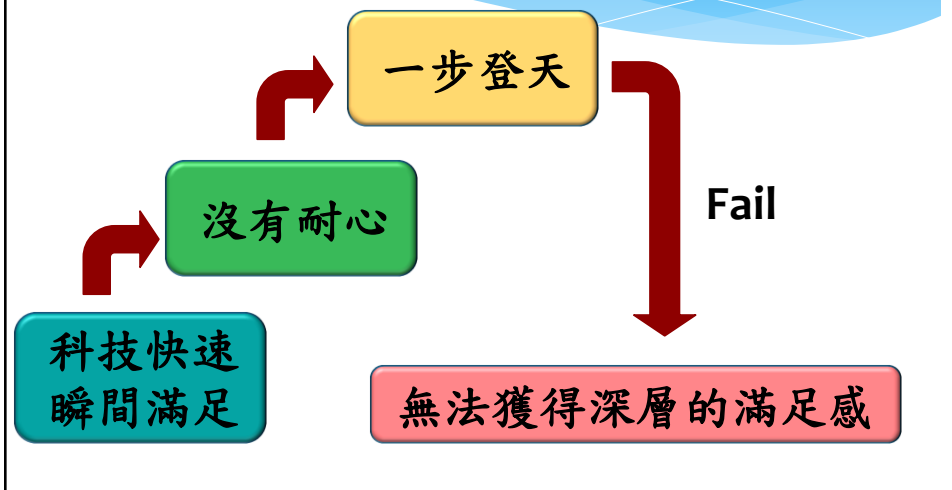 科技快速
瞬間滿足
沒有耐心
一步登天
Fail
無法獲得深層的滿足感